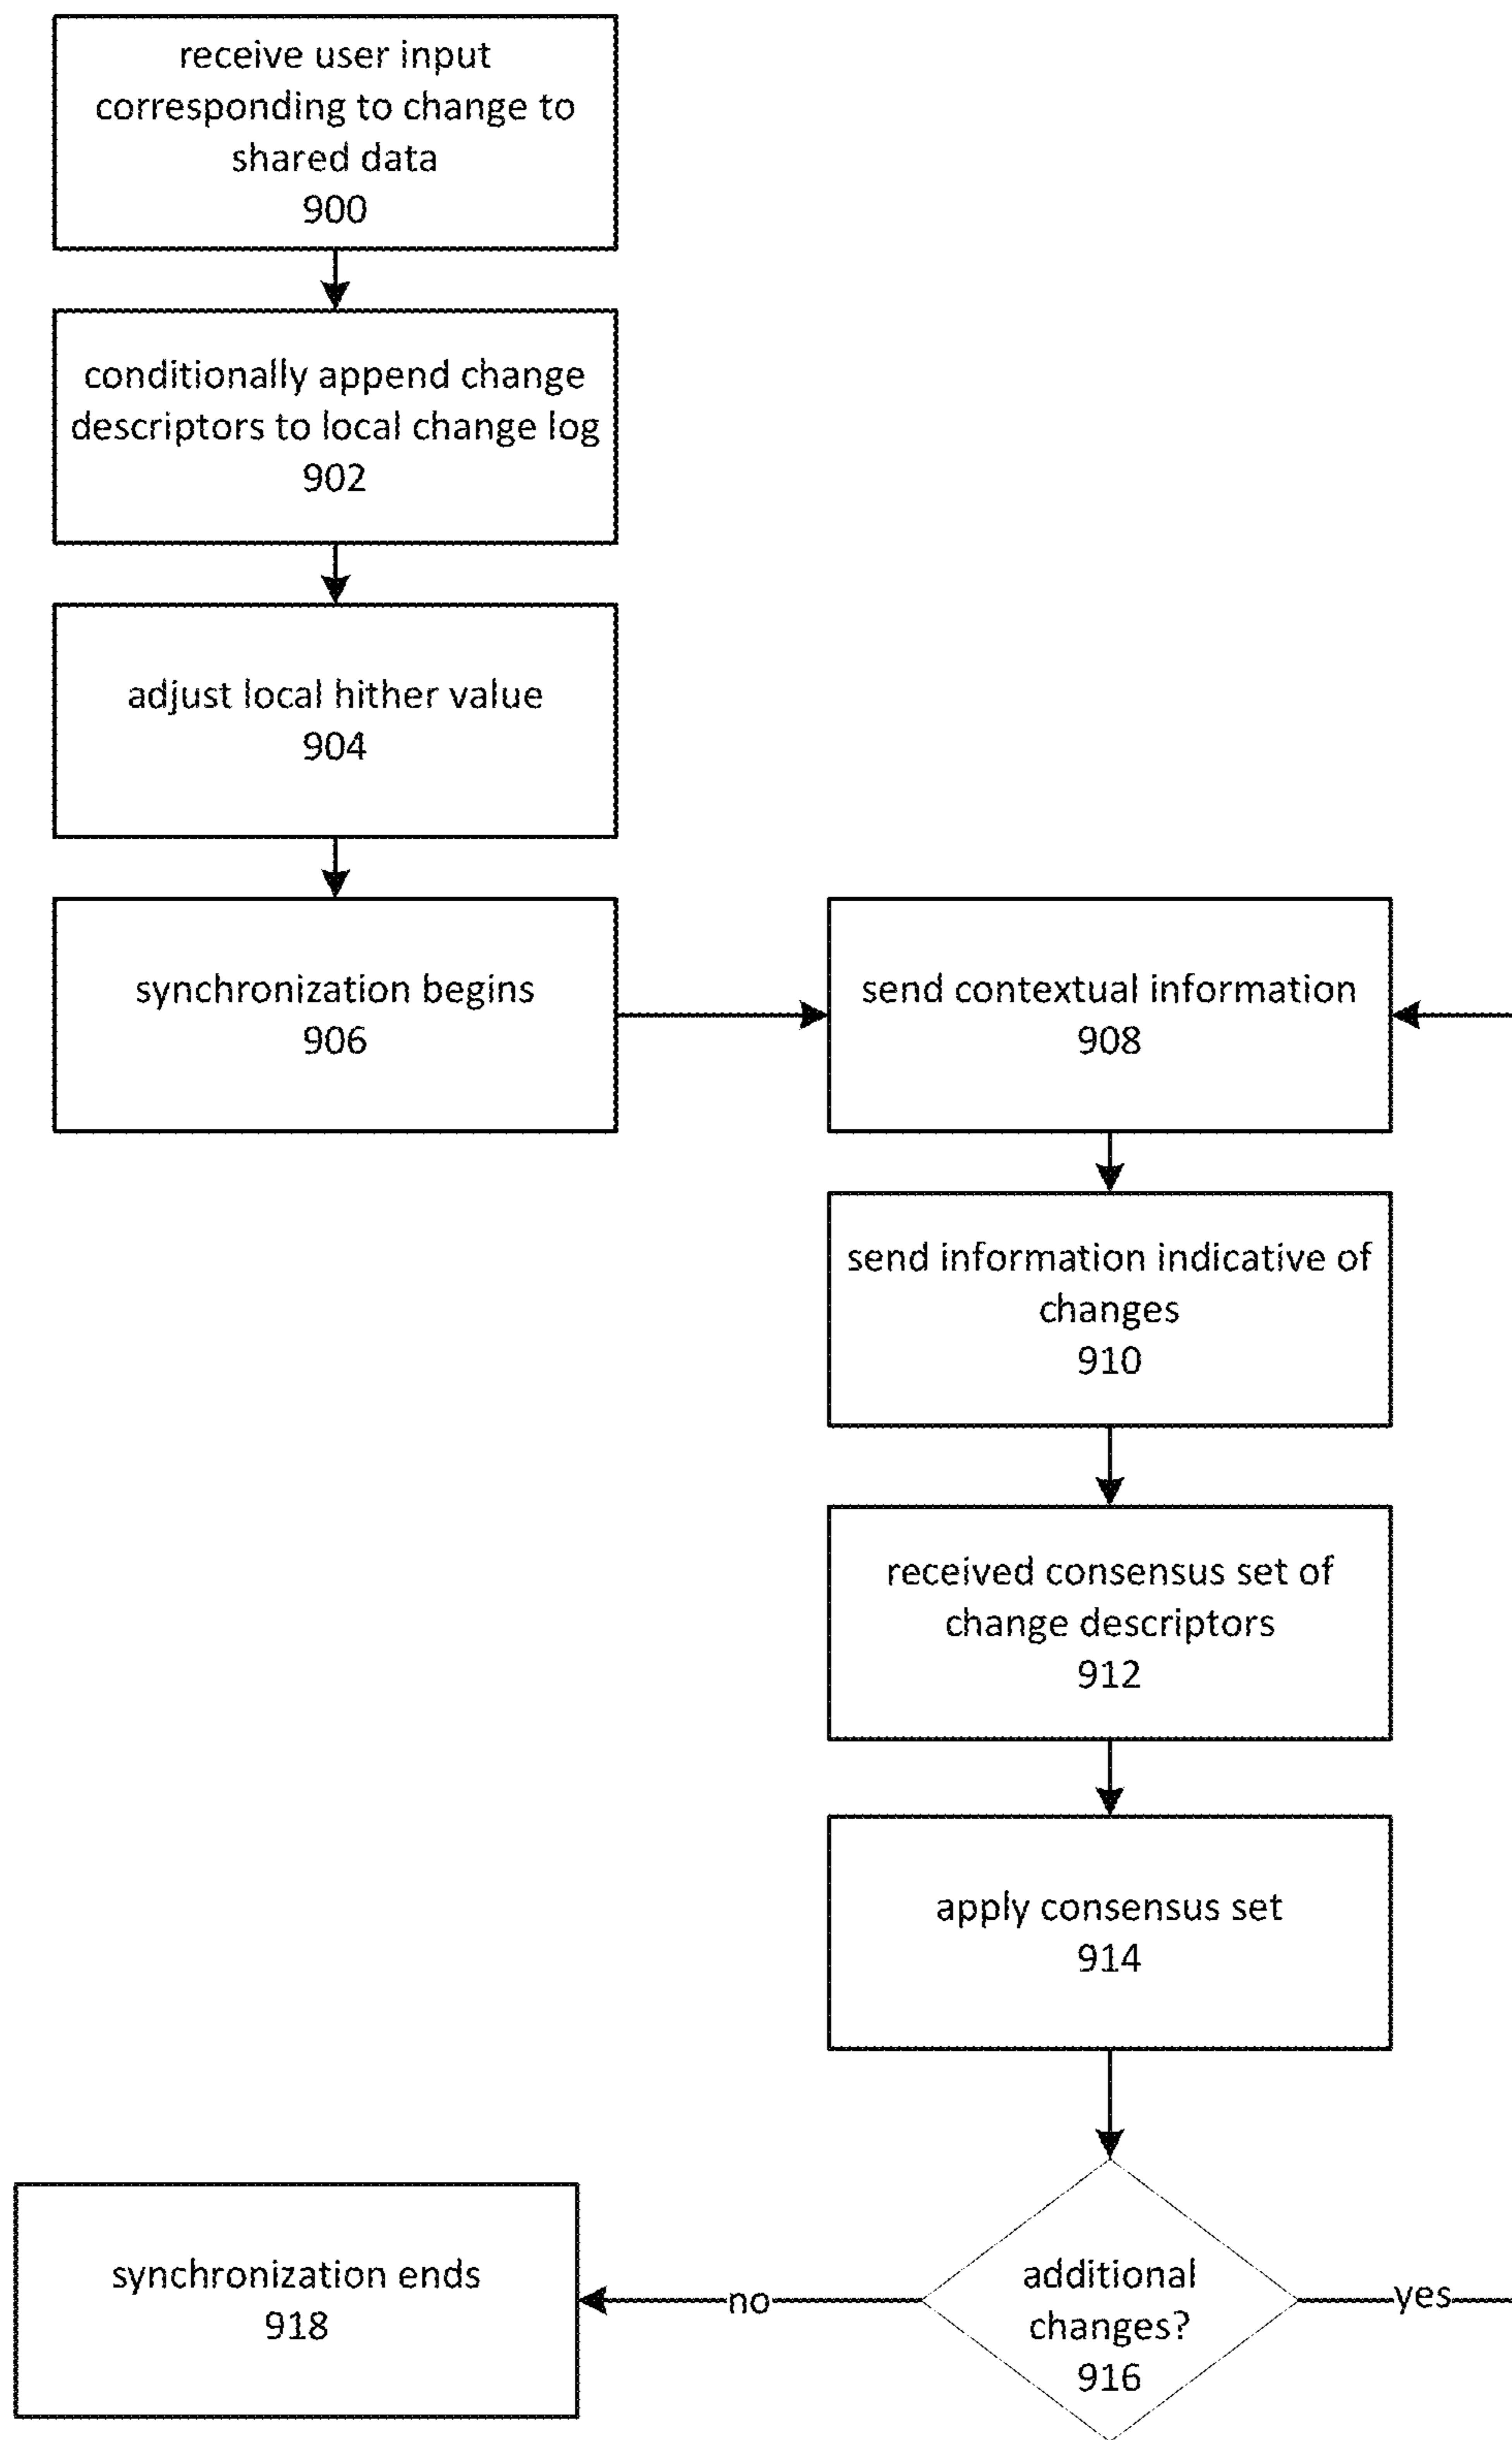 receive user input
corresponding to change to
shared data
900
conditionally append change
descriptors to local change log
902
adjust local hither value
904
synchronization begins
906
send contextual information
908
send information indicative of
changes
910
received consensus set of
change descriptors
912
apply consensus set
914
additional
changes?
916
no
yes
synchronization ends
918